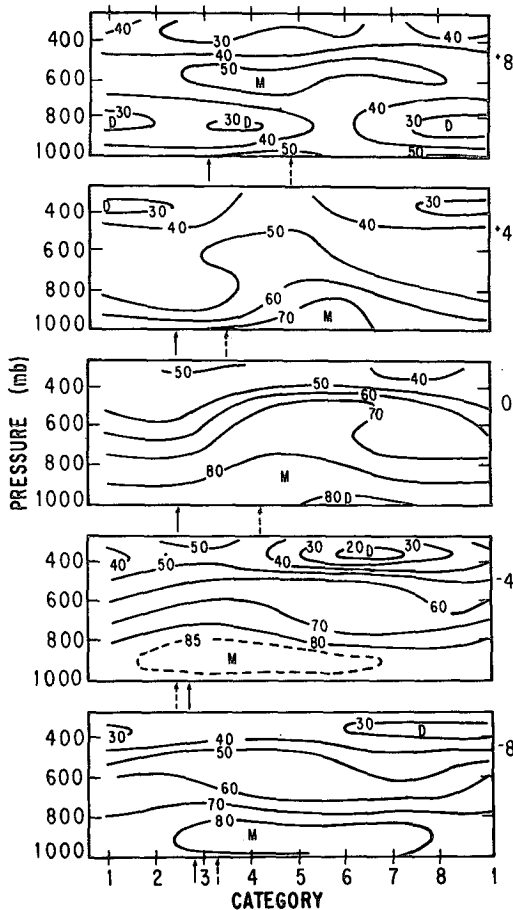 40 30 40
400 40 +8
50
600 M
30 30 D 40 30
800 D D
40 40
1000 50 50
D 30 40 40 30
400 +4
50
600
800 60
70 M
1000
50 40
400 50 60 0
70
600
800 80 M
1000 80 D
50 30 20 D 30
400 40 50 40 -4
600 60
70
800 85 80
M
1000
30 30 D
400 40 -8
50
600 60
70
800 80
M
1000
PRESSURE (mb)
1 2 3 4 5 6 7 8 1
CATEGORY